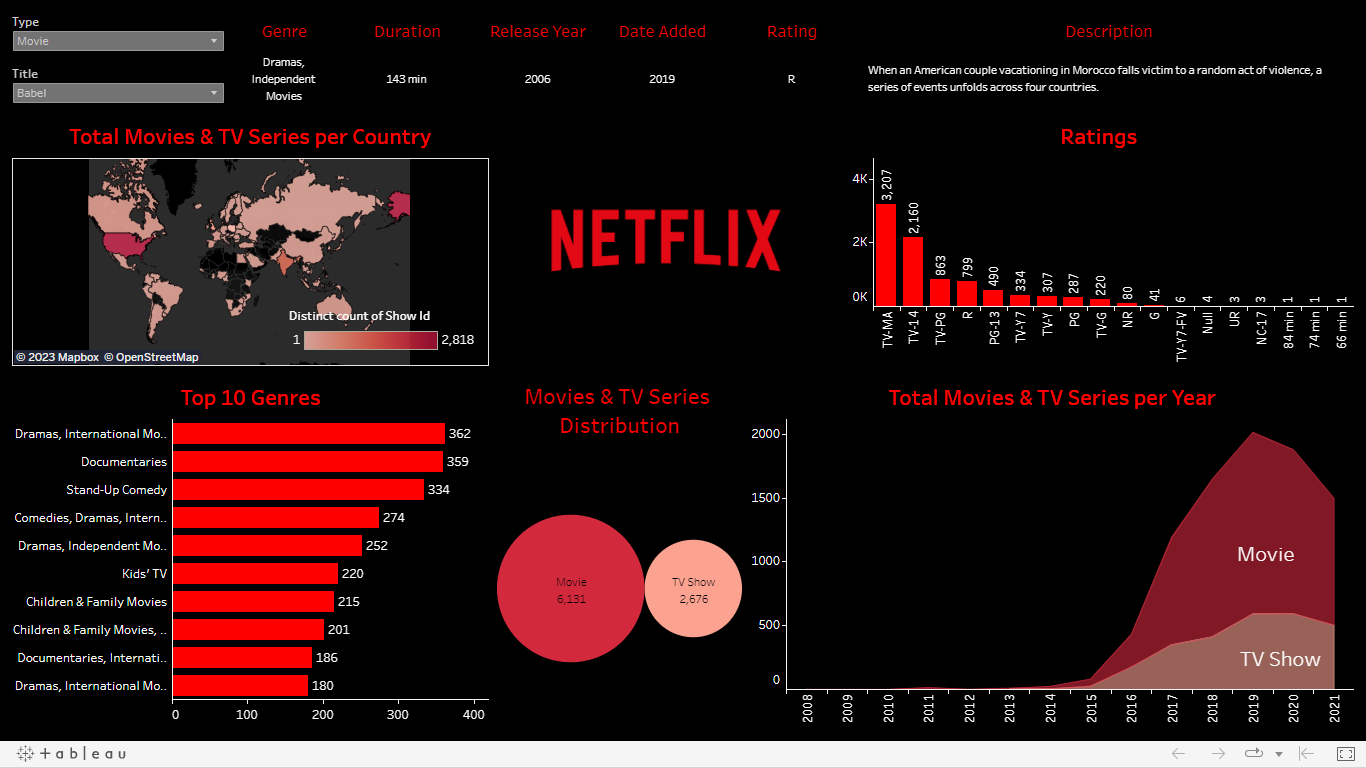 Type
Movie
Title
Babel
Genre
Duration
Release Year
Date Added
Rating
Description
Dramas,
Independent
Movies
143 min
2006
2019
R
When an American couple vacationing in Morocco falls victim to a random act of violence, a
series of events unfolds across four countries.
Total Movies & TV Series per Country
Distinct count of Show Id
1
2,818
© 2023 Mapbox © OpenStreetMap
NETFLIX
Ratings
4K
2K
0K
3,207
2,160
863
799
490
334
307
287
220
80
41
6
4
3
3
1
1
1
TV-MA
TV-14
TV-PG
R
PG-13
TV-Y7
TV-Y
PG
TV-G
NR
G
TV-Y7-FV
Null
UR
NC-17
84 min
74 min
66 min
Top 10 Genres
Dramas, International Mo.. 362
Documentaries 359
Stand-Up Comedy 334
Comedies, Dramas, Intern.. 274
Dramas, Independent Mo.. 252
Kids' TV 220
Children & Family Movies 215
Children & Family Movies, .. 201
Documentaries, Internati.. 186
Dramas, International Mo.. 180
0 100 200 300 400
Movies & TV Series
Distribution
Movie
6,131
TV Show
2,676
Total Movies & TV Series per Year
2000
1500
1000
500
0
Movie
TV Show
2008
2009
2010
2011
2012
2013
2014
2015
2016
2017
2018
2019
2020
2021
+ableau